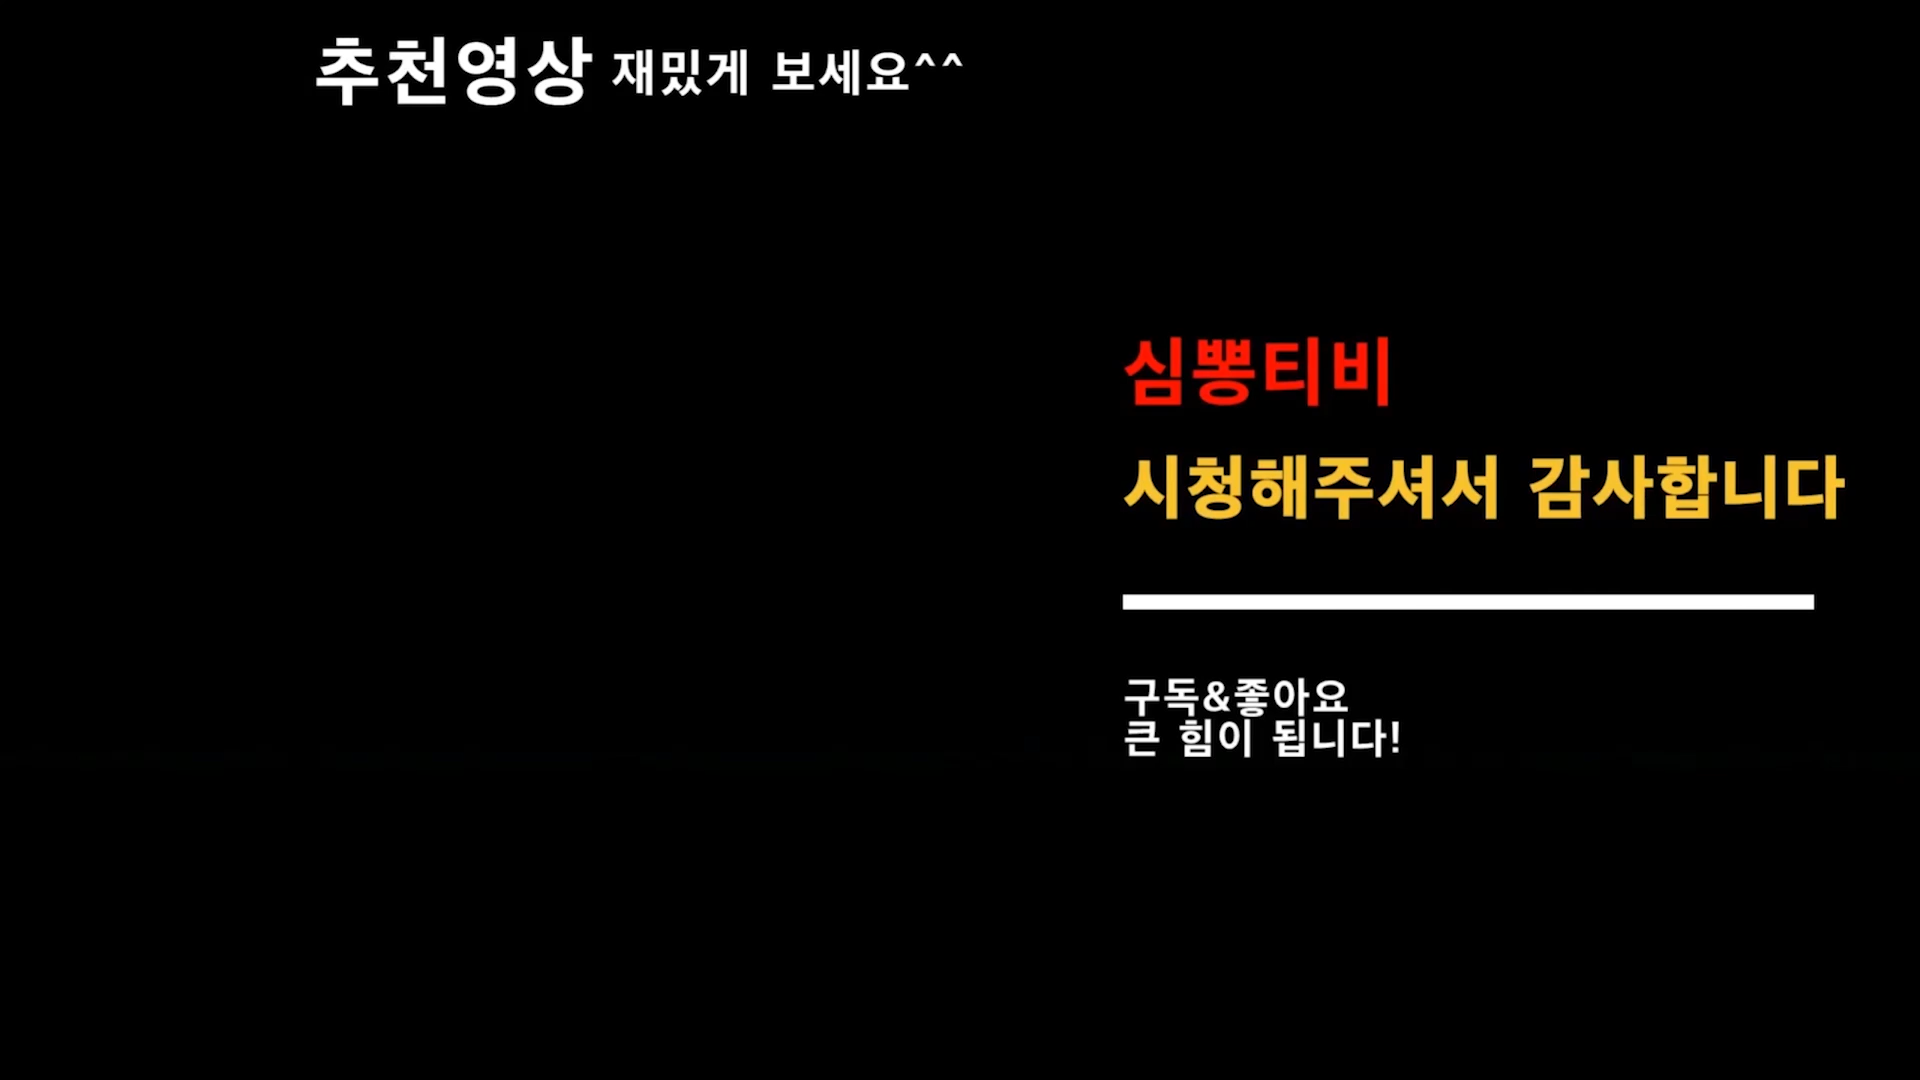 추천영상 재밌게 보세요^^
심뽕티비
시청해주셔서 감사합니다
구독&좋아요
큰 힘이 됩니다!